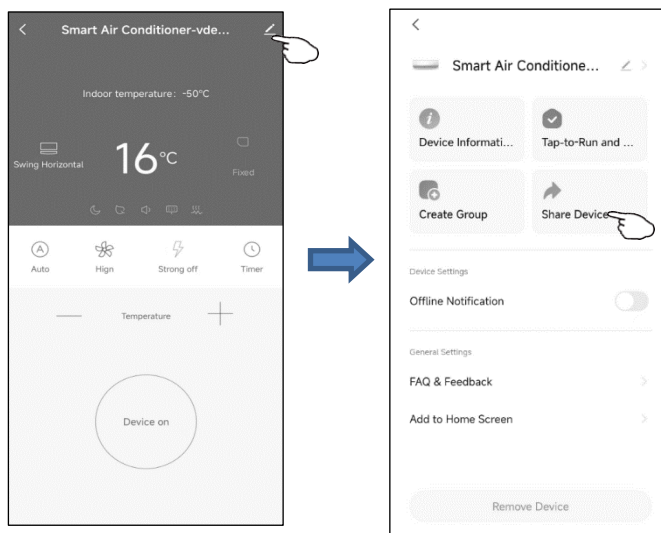 Smart Air Conditioner-vde...
Indoor temperature: -50°C
Swing Horizontal
16°C
Fixed
A
Auto
Hign
Strong off
Timer
Temperature
Device on
Smart Air Conditione...
Device Informati...
Tap-to-Run and ...
Create Group
Share Device
Device Settings
Offline Notification
General Settings
FAQ & Feedback
Add to Home Screen
Remove Device